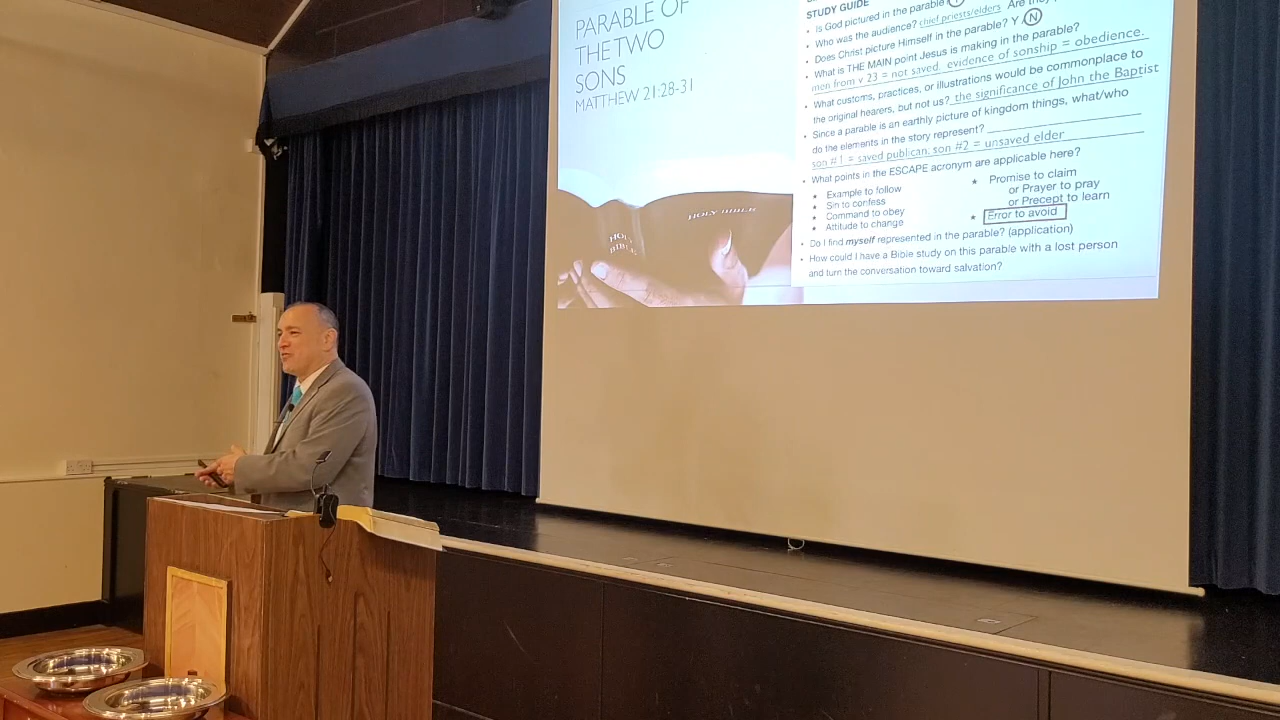 PARABLE OF
THE TWO
SONS
MATTHEW 21:28-31
HOLY
BIBLE
HOLY BIBLE
STUDY GUIDE
• Is God pictured in the parable Y
• Who was the audience? chief priests/elders Are they
• Does Christ picture Himself in the parable? Y N
• What is THE MAIN point Jesus is making in the parable?
men from v 23 = not saved. evidence of sonship = obedience.
• What customs, practices, or illustrations would be commonplace to
the original hearers, but not us? the significance of John the Baptist
• Since a parable is an earthly picture of kingdom things, what/who
do the elements in the story represent?
son #1 = saved publican; son #2 = unsaved elder
• What points in the ESCAPE acronym are applicable here?
★ Example to follow
★ Sin to confess
★ Command to obey
★ Attitude to change
★ Promise to claim
or Prayer to pray
or Precept to learn
★ Error to avoid
• Do I find myself represented in the parable? (application)
• How could I have a Bible study on this parable with a lost person
and turn the conversation toward salvation?